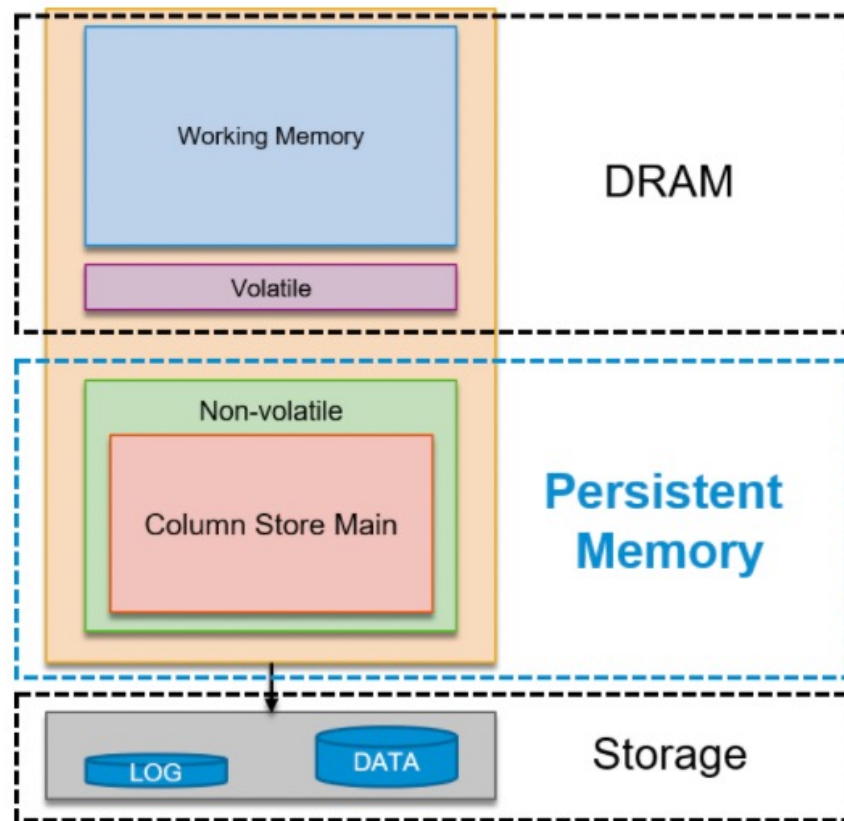 Working Memory
DRAM
Volatile
Non-volatile
Column Store Main
Persistent
Memory
LOG
DATA
Storage